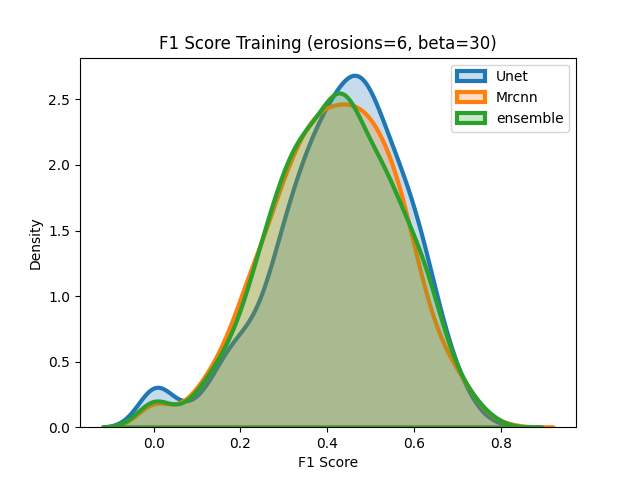 F1 Score Training (erosions=6, beta=30)
Unet
Mrcnn
ensemble
Density
2.5
2.0
1.5
1.0
0.5
0.0
0.0 0.2 0.4 0.6 0.8
F1 Score